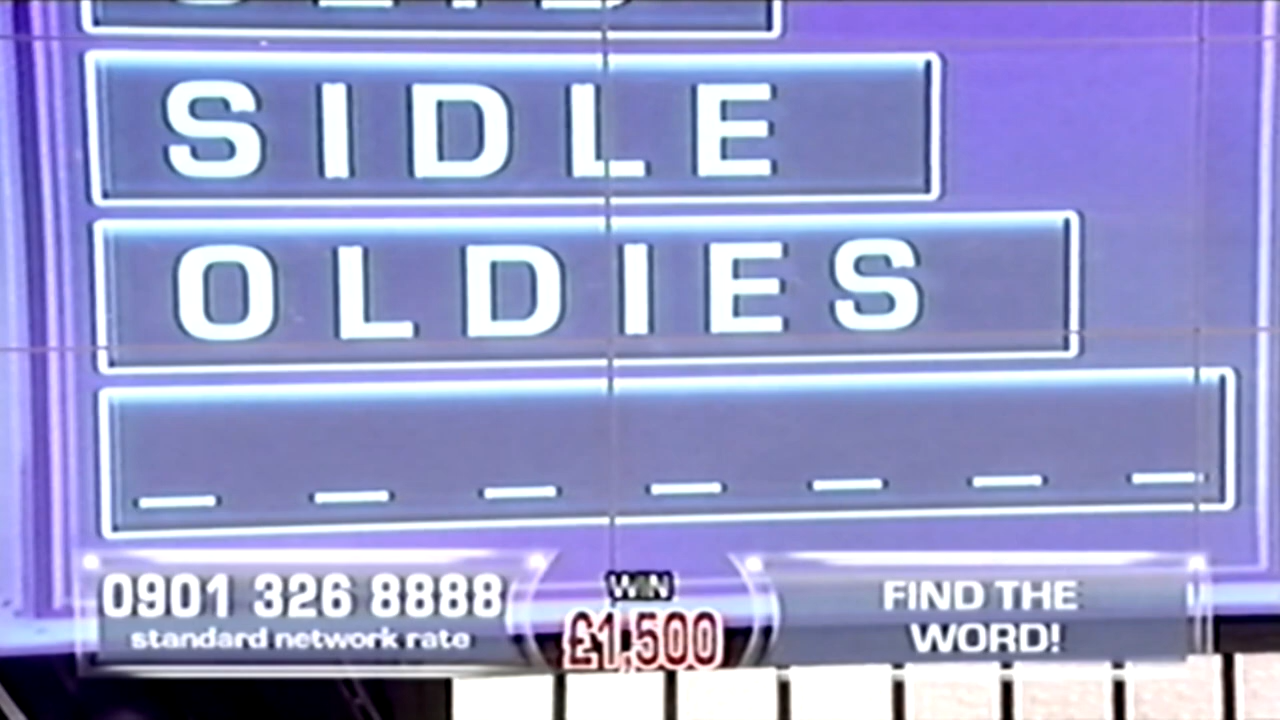 SIDLE
OLDIES
_ _ _ _ _ _ _
0901 326 8888
standard network rate
WIN
£1,500
FIND THE
WORD!